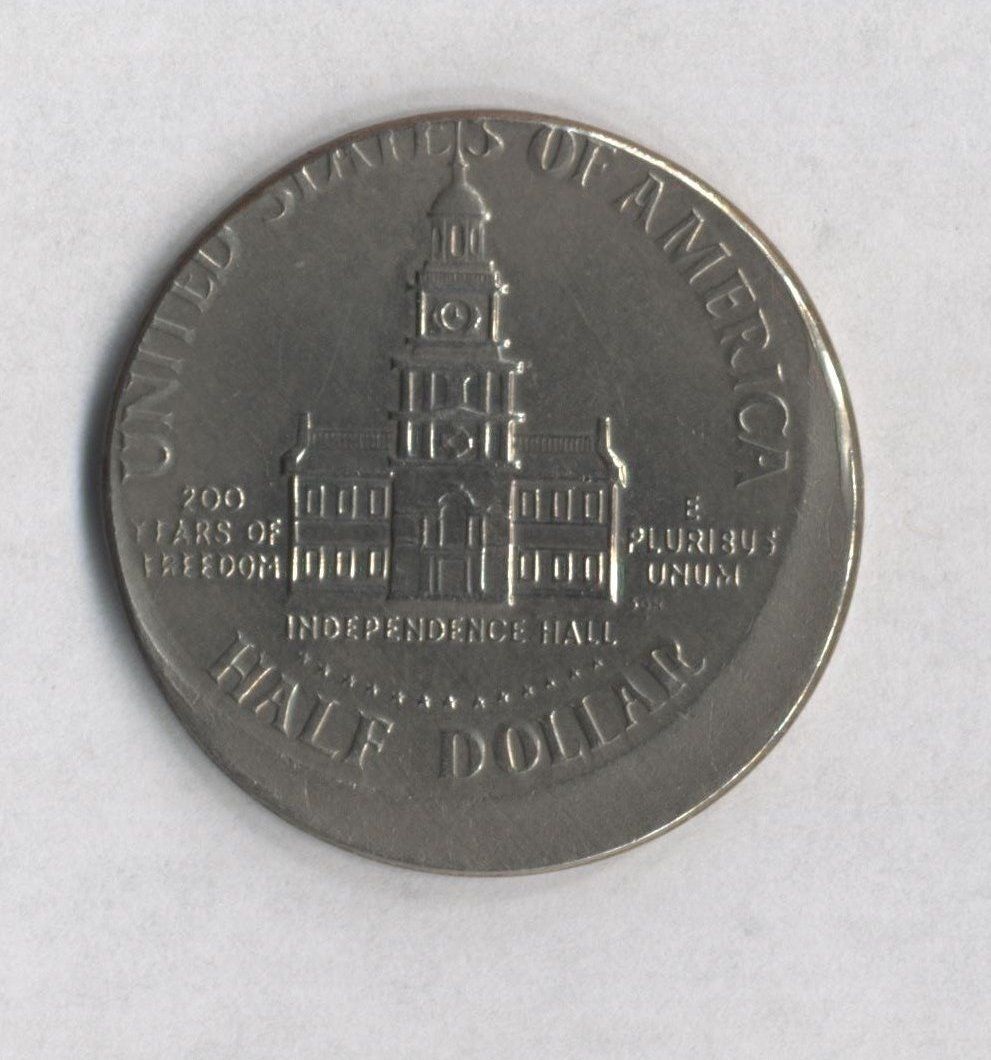 UNITED STATES OF AMERICA
200
YEARS OF
FREEDOM
E
PLURIBUS
UNUM
INDEPENDENCE HALL
HALF DOLLAR